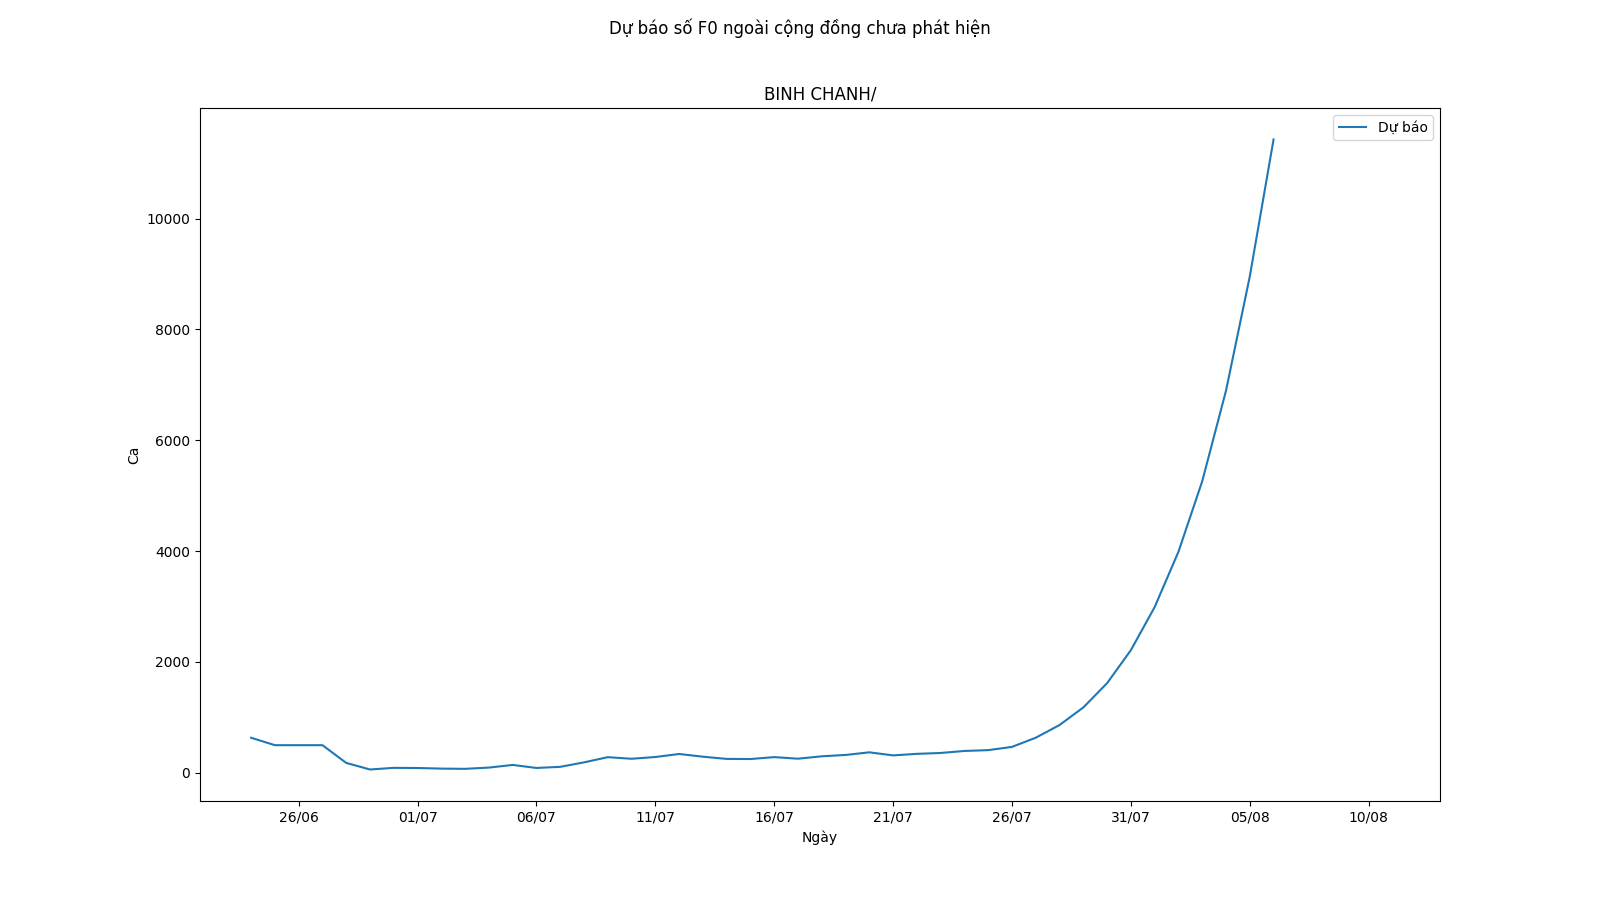 Dự báo số F0 ngoài cộng đồng chưa phát hiện
BINH CHANH/
Dự báo
10000
8000
6000
4000
2000
0
Ca
26/06 01/07 06/07 11/07 16/07 21/07 26/07 31/07 05/08 10/08
Ngày